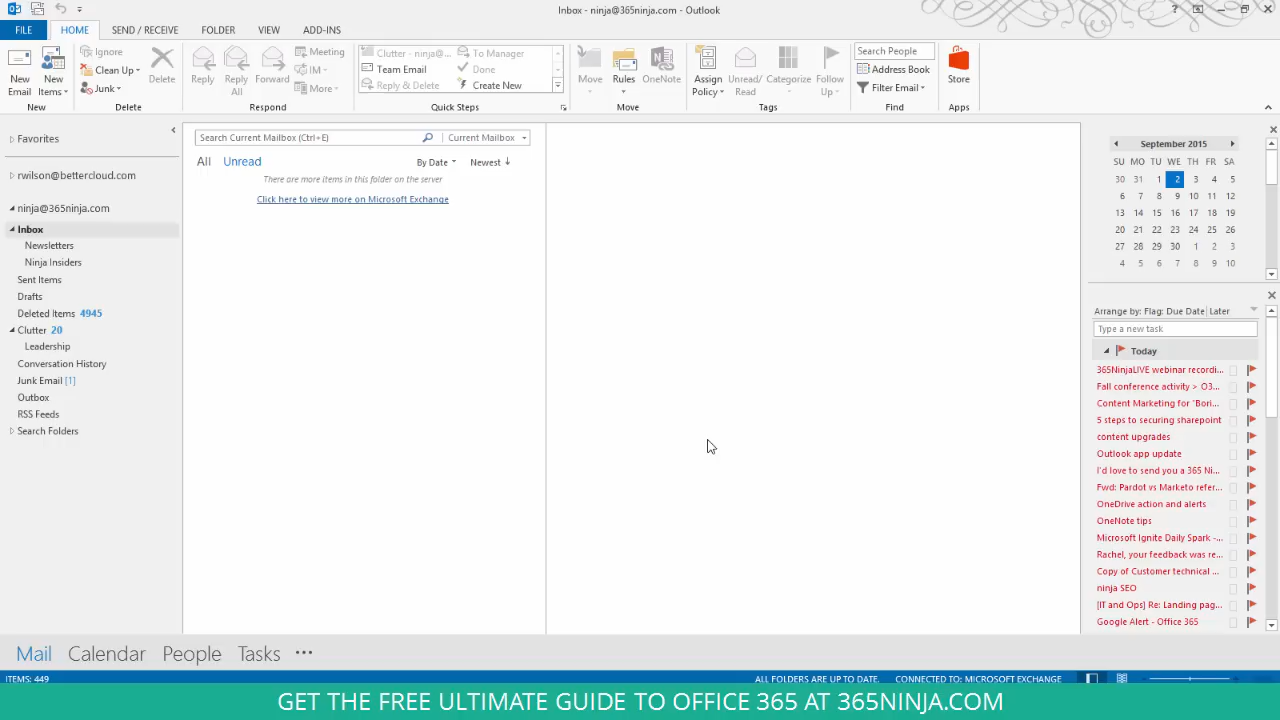 Inbox - ninja@365ninja.com - Outlook
FILE HOME SEND / RECEIVE FOLDER VIEW ADD-INS
New Email
New Items
New
Ignore
Clean Up
Junk
Delete
Delete
Reply
Reply All
Forward
Meeting
IM
More
Respond
Clutter - ninja@...
Team Email
Reply & Delete
To Manager
Done
Create New
Quick Steps
Move
Rules
OneNote
Move
Assign Policy
Unread/ Read
Categorize
Follow Up
Tags
Search People
Address Book
Filter Email
Find
Store
Apps
Favorites
rwilson@bettercloud.com
ninja@365ninja.com
Inbox
Newsletters
Ninja Insiders
Sent Items
Drafts
Deleted Items 4945
Clutter 20
Leadership
Conversation History
Junk Email [1]
Outbox
RSS Feeds
Search Folders
Search Current Mailbox (Ctrl+E) Current Mailbox
All Unread By Date Newest
There are more items in this folder on the server
Click here to view more on Microsoft Exchange
September 2015
SU MO TU WE TH FR SA
30 31 1 2 3 4 5
6 7 8 9 10 11 12
13 14 15 16 17 18 19
20 21 22 23 24 25 26
27 28 29 30 1 2 3
4 5 6 7 8 9 10
Arrange by: Flag: Due Date Later
Type a new task
Today
365NinjaLIVE webinar recordi...
Fall conference activity > O3...
Content Marketing for "Bori...
5 steps to securing sharepoint
content upgrades
Outlook app update
I'd love to send you a 365 Ni...
Fwd: Pardot vs Marketo refer...
OneDrive action and alerts
OneNote tips
Microsoft Ignite Daily Spark -...
Rachel, your feedback was re...
Copy of Customer technical ...
ninja SEO
[IT and Ops] Re: Landing pag...
Google Alert - Office 365
Mail Calendar People Tasks ...
ITEMS: 449 ALL FOLDERS ARE UP TO DATE. CONNECTED TO: MICROSOFT EXCHANGE
GET THE FREE ULTIMATE GUIDE TO OFFICE 365 AT 365NINJA.COM